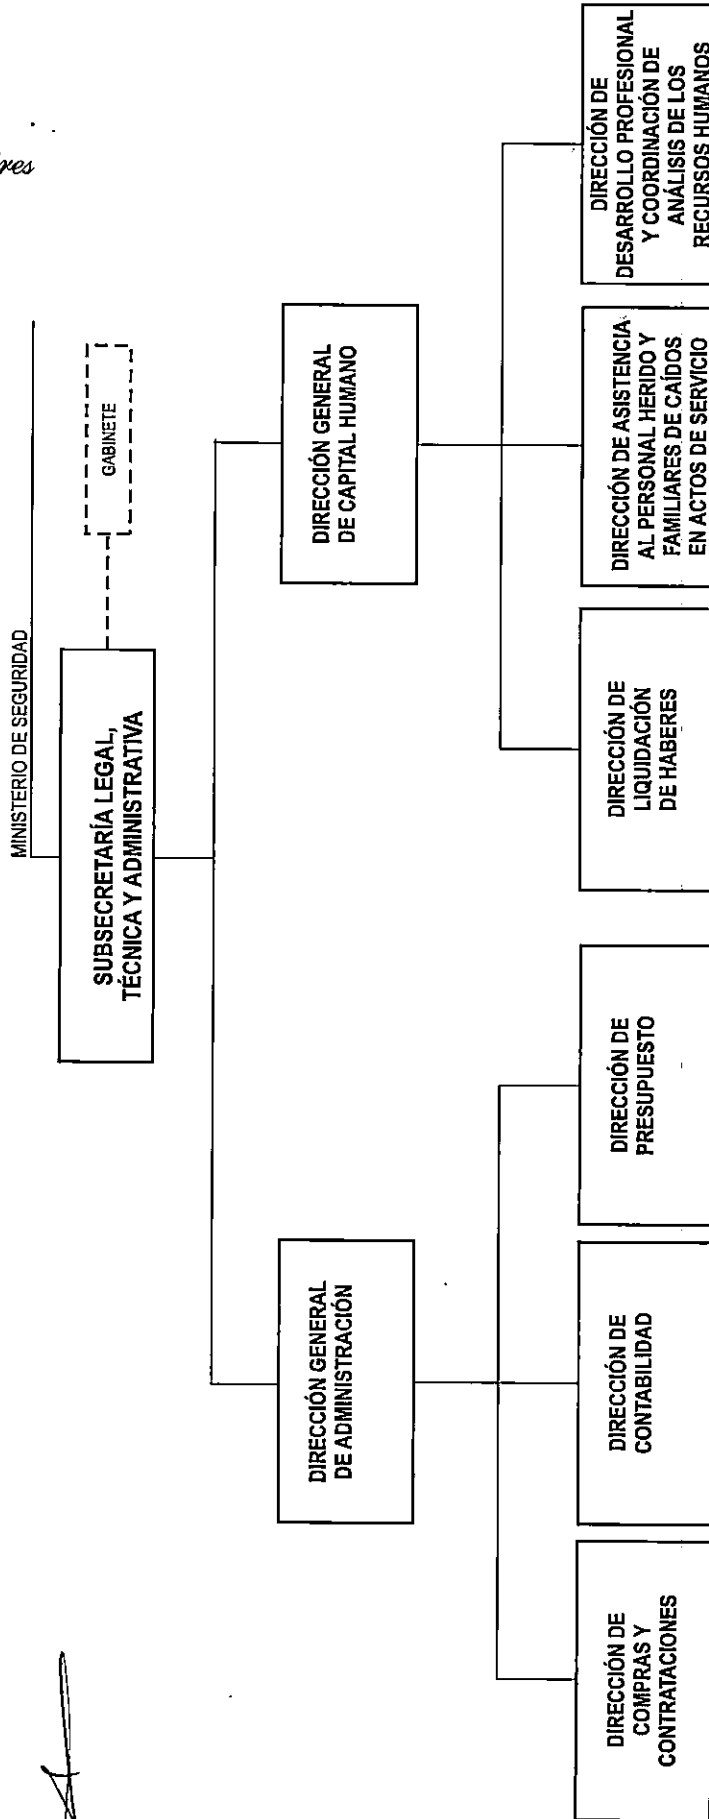 MINISTERIO DE SEGURIDAD
SUBSECRETARÍA LEGAL,
TÉCNICA Y ADMINISTRATIVA
GABINETE
DIRECCIÓN GENERAL
DE ADMINISTRACIÓN
DIRECCIÓN GENERAL
DE CAPITAL HUMANO
DIRECCIÓN DE
COMPRAS Y
CONTRATACIONES
DIRECCIÓN DE
CONTABILIDAD
DIRECCIÓN DE
PRESUPUESTO
DIRECCIÓN DE
LIQUIDACIÓN
DE HABERES
DIRECCIÓN DE ASISTENCIA
AL PERSONAL HERIDO Y
FAMILIARES DE CAÍDOS
EN ACTOS DE SERVICIO
DIRECCIÓN DE
DESARROLLO PROFESIONAL
Y COORDINACIÓN DE
ANÁLISIS DE LOS
RECURSOS HUMANOS